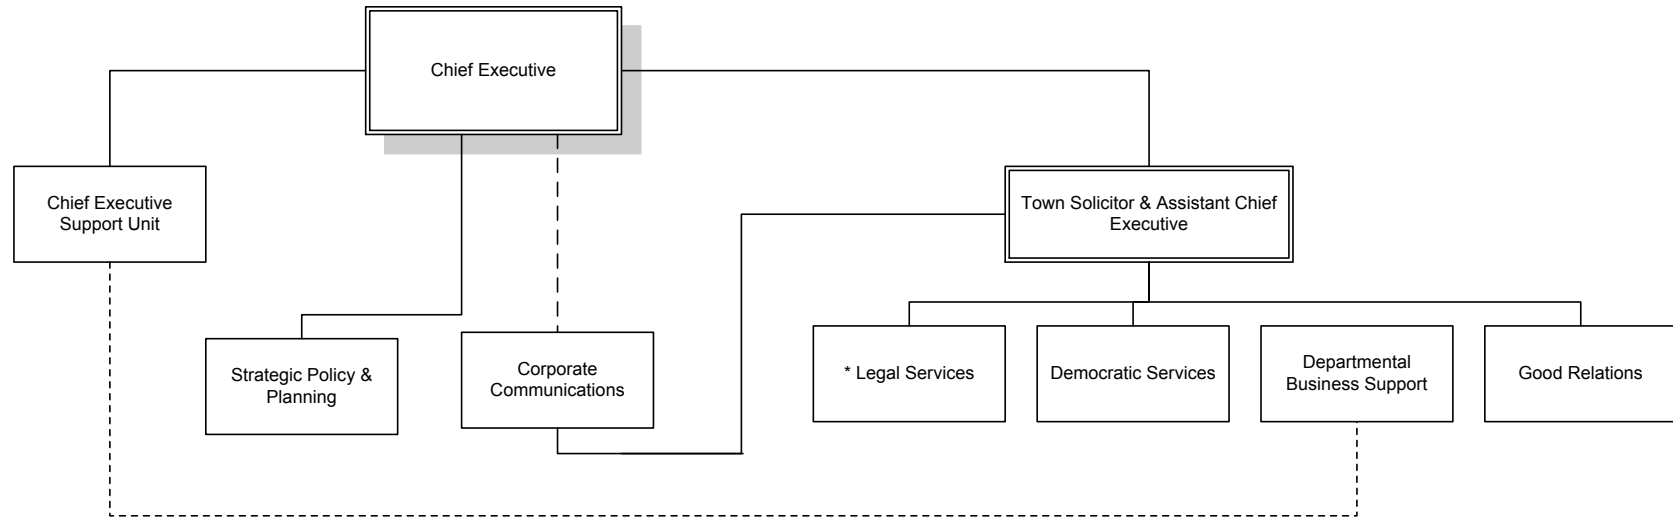 Chief Executive
Chief Executive
Support Unit
Town Solicitor & Assistant Chief
Executive
Strategic Policy &
Planning
Corporate
Communications
* Legal Services
Democratic Services
Departmental
Business Support
Good Relations